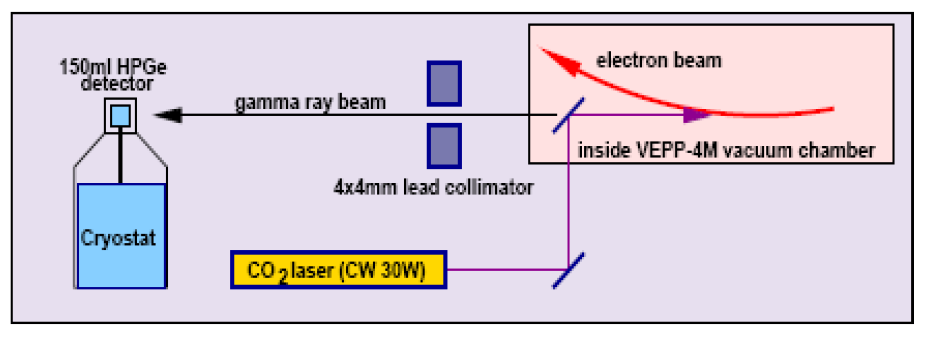 150ml HPGe
detector
gamma ray beam
electron beam
inside VEPP-4M vacuum chamber
4x4mm lead collimator
Cryostat
CO2 laser (CW 30W)